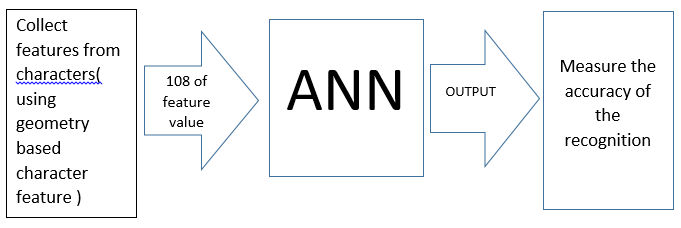 Collect
features from
characters(
using
geometry
based
character
feature )
108 of
feature
value
ANN
OUTPUT
Measure the
accuracy of
the
recognition